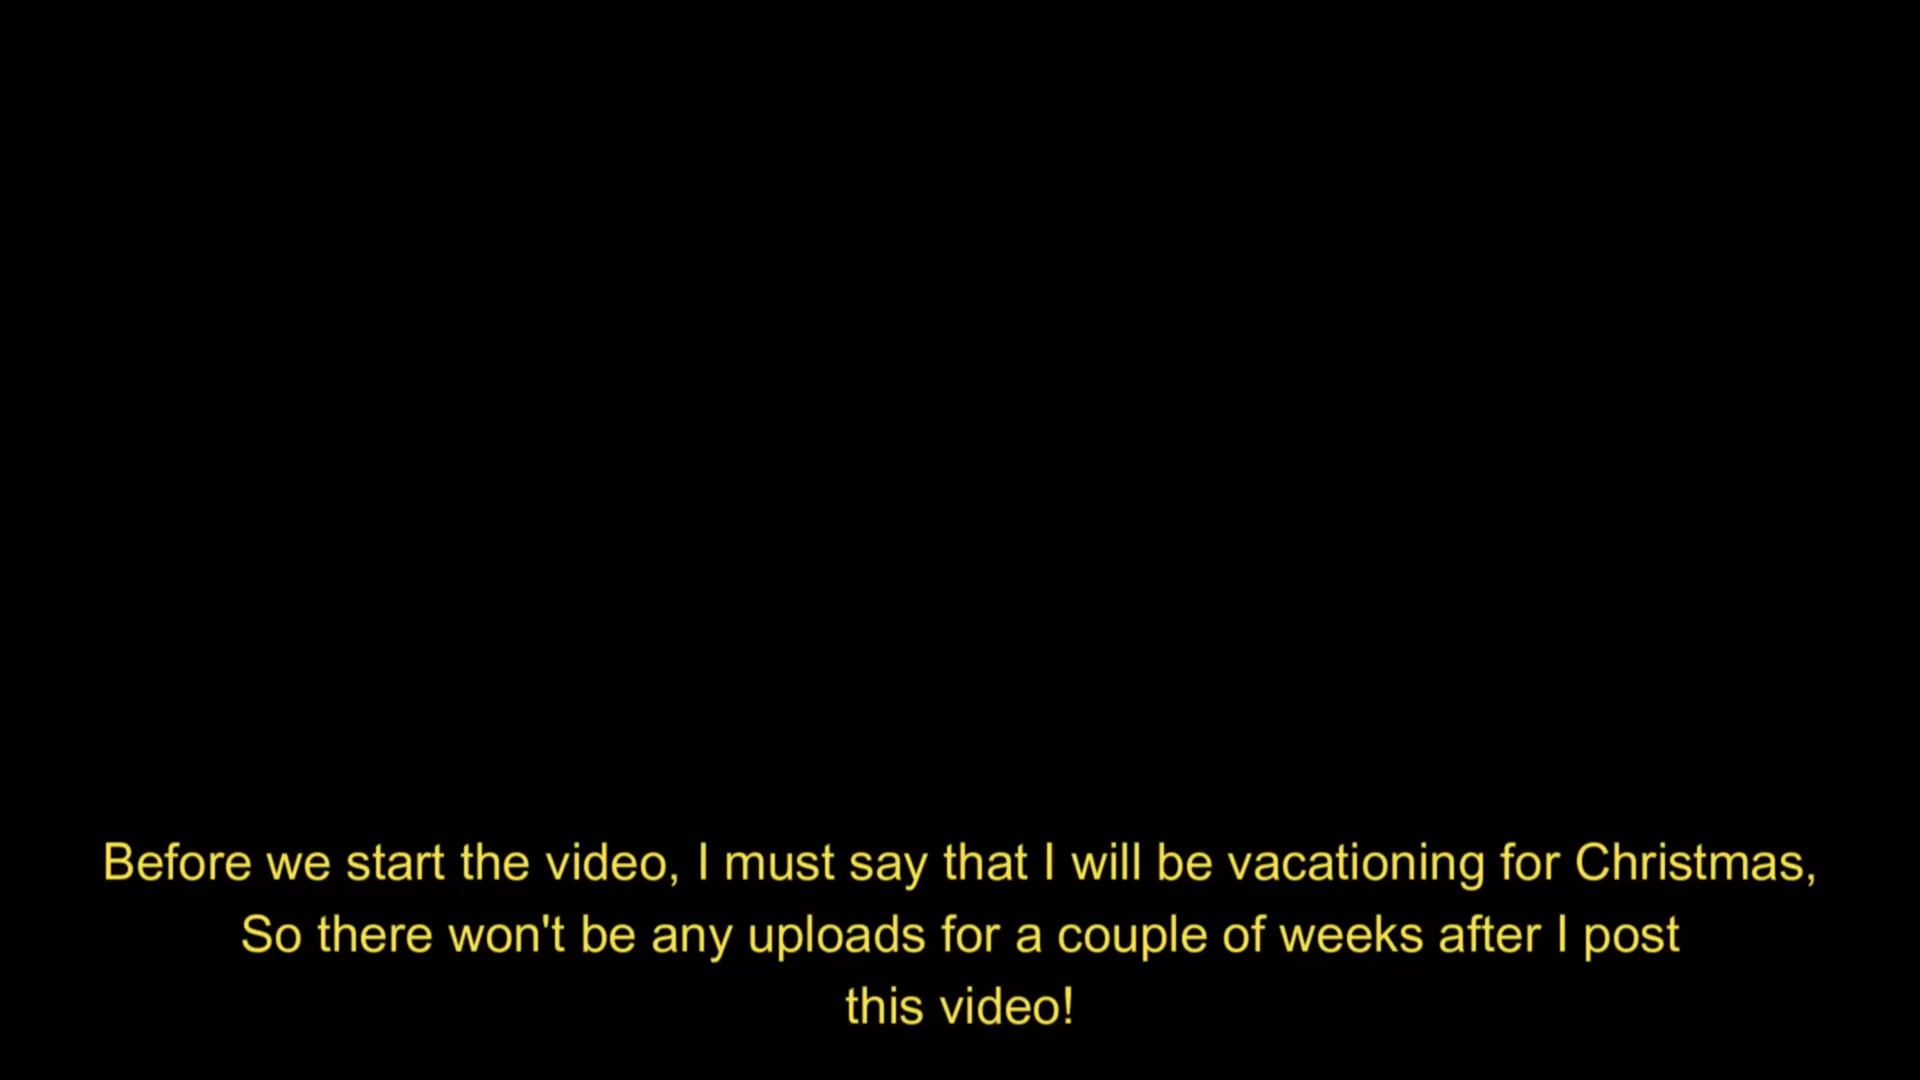 Before we start the video, I must say that I will be vacationing for Christmas,
So there won't be any uploads for a couple of weeks after I post
this video!